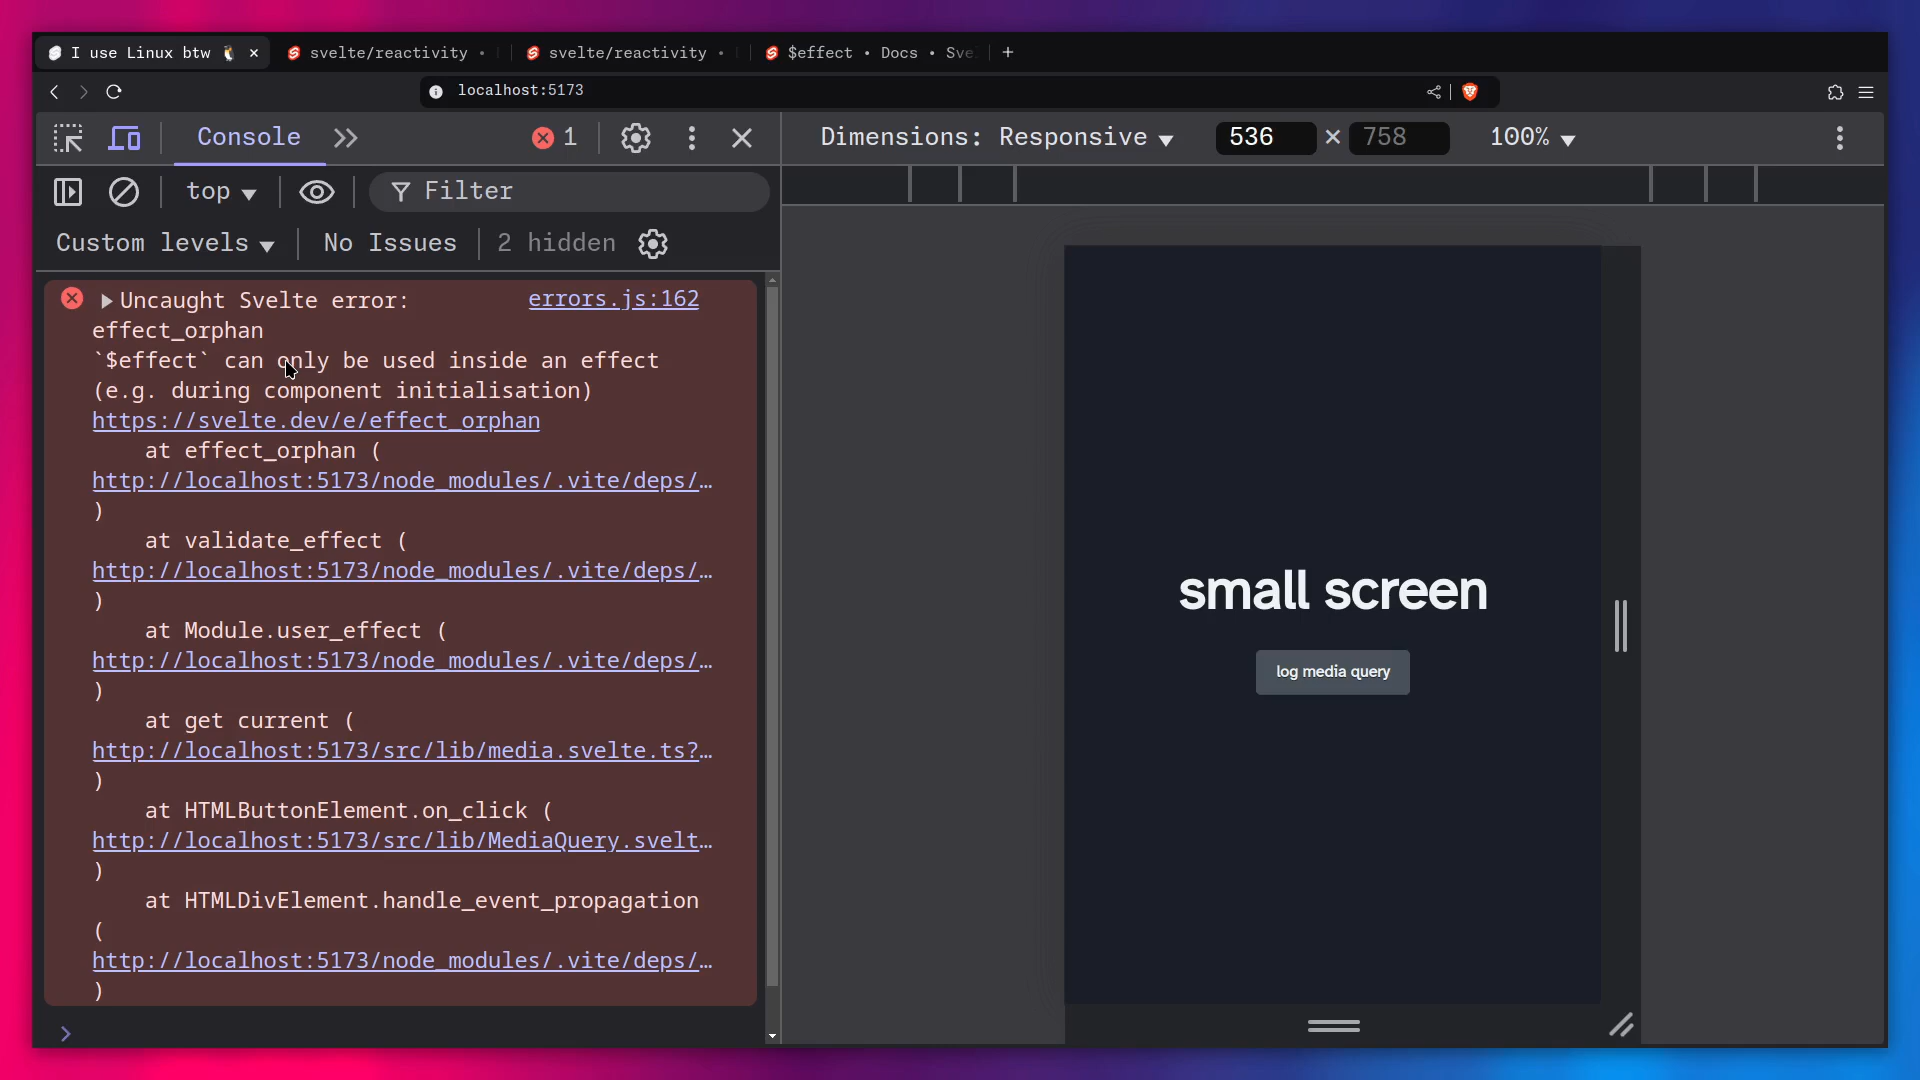 I use Linux btw 🐧
svelte/reactivity •
svelte/reactivity •
$effect • Docs • Sve
localhost:5173
Console
1
top
Filter
Custom levels
No Issues
2 hidden
Uncaught Svelte error:
errors.js:162
effect_orphan
`$effect` can only be used inside an effect
(e.g. during component initialisation)
https://svelte.dev/e/effect_orphan
at effect_orphan (
http://localhost:5173/node_modules/.vite/deps/…
)
at validate_effect (
http://localhost:5173/node_modules/.vite/deps/…
)
at Module.user_effect (
http://localhost:5173/node_modules/.vite/deps/…
)
at get current (
http://localhost:5173/src/lib/media.svelte.ts?…
)
at HTMLButtonElement.on_click (
http://localhost:5173/src/lib/MediaQuery.svelt…
)
at HTMLDivElement.handle_event_propagation
(
http://localhost:5173/node_modules/.vite/deps/…
)
Dimensions: Responsive
536 × 758
100%
small screen
log media query